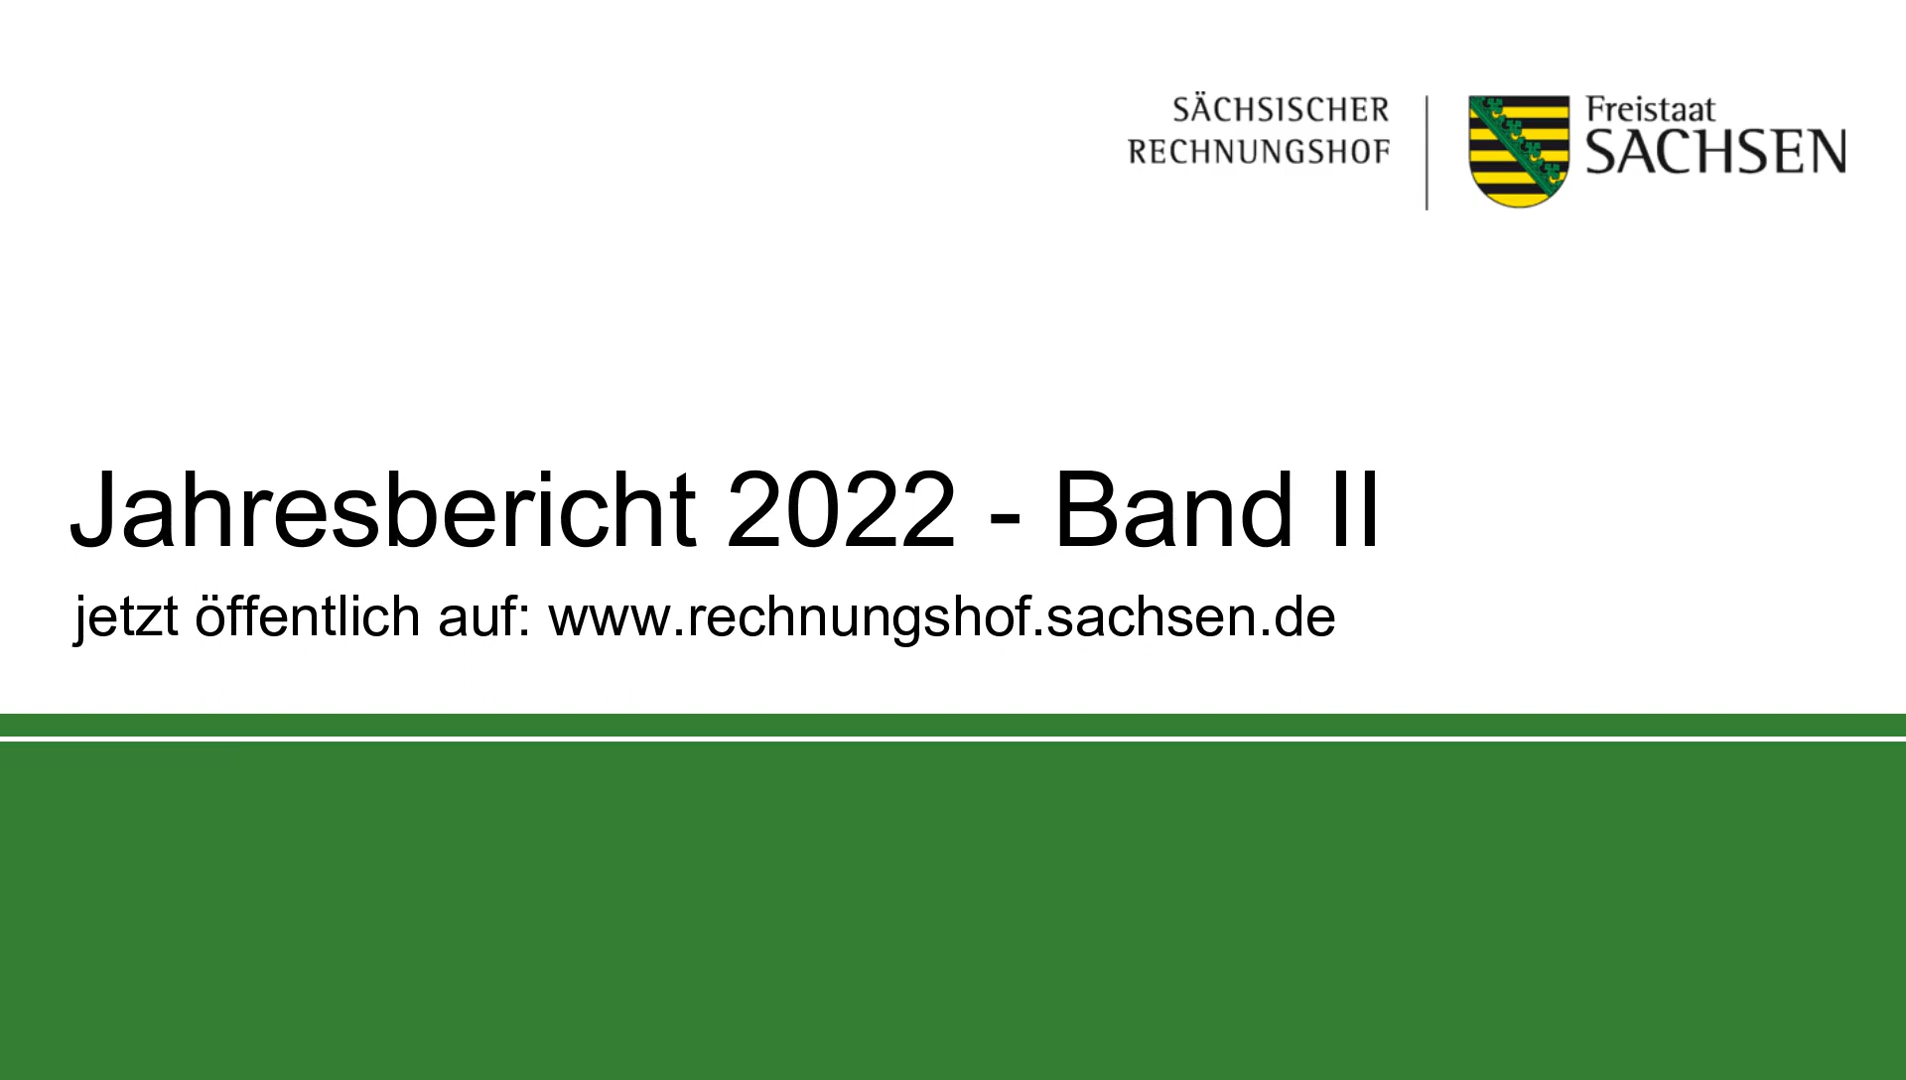 SÄCHSISCHER
RECHNUNGSHOF
Freistaat
SACHSEN
Jahresbericht 2022 - Band II
jetzt öffentlich auf: www.rechnungshof.sachsen.de